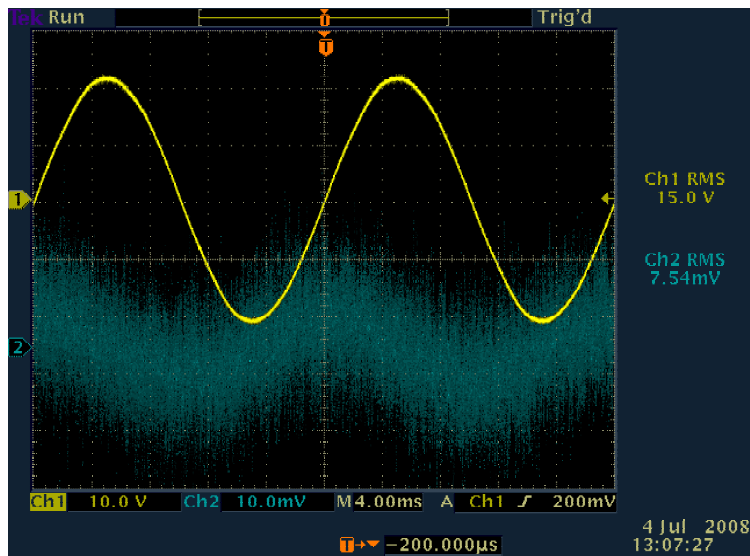 Tek Run Trig'd
T
T
1
Ch1 RMS
15.0 V
Ch2 RMS
7.54mV
2
Ch1 10.0 V Ch2 10.0mV M 4.00ms A Ch1 200mV
T -200.000µs
4 Jul 2008
13:07:27